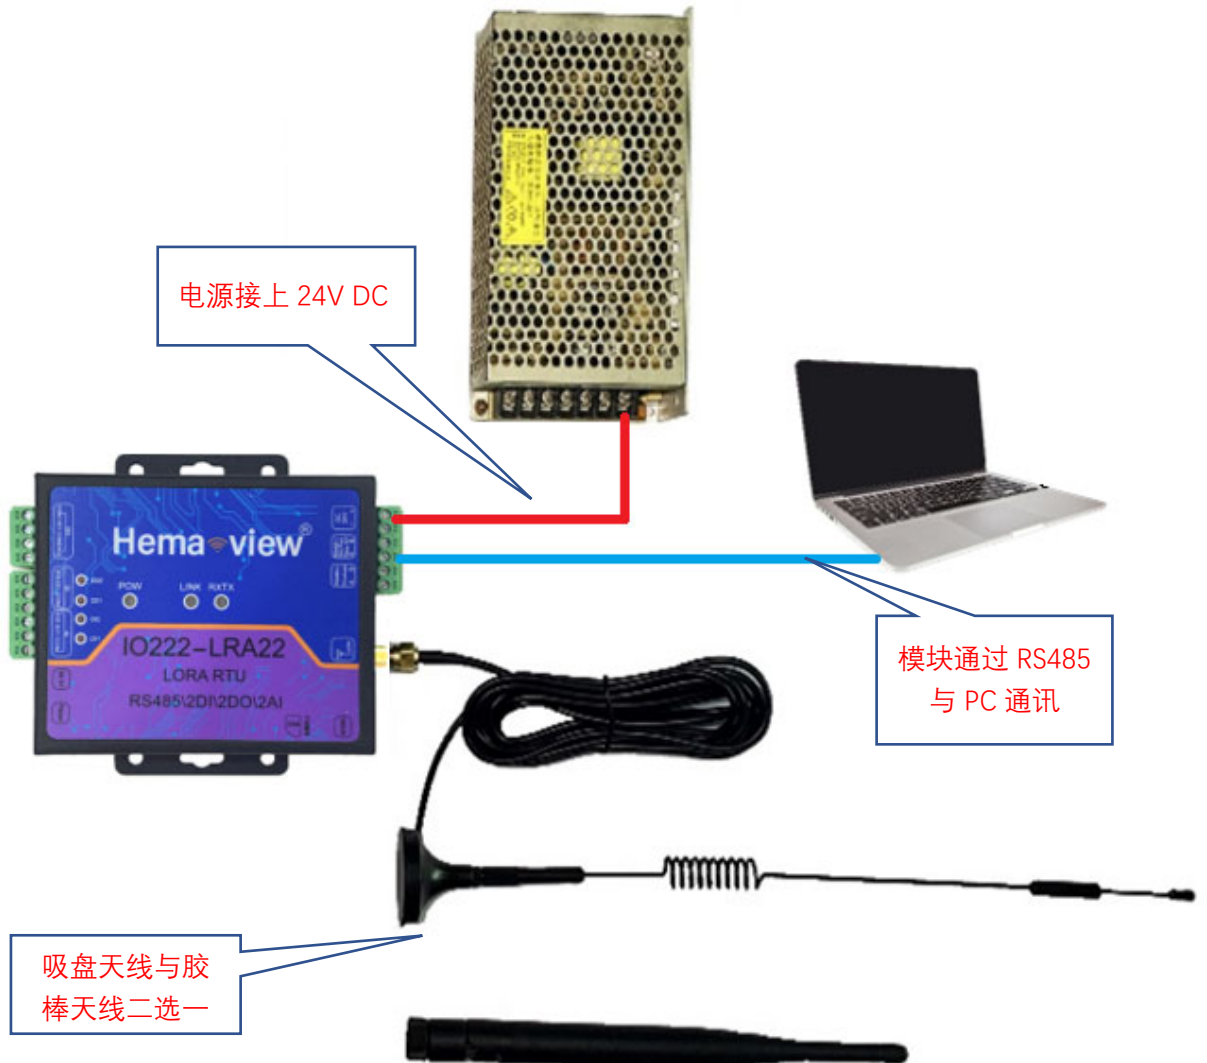 电源接上 24V DC
Hema view®
POW
LINK RXTX
IO222-LRA22
LORA RTU
RS485\2DI\2DO\2AI
模块通过 RS485
与 PC 通讯
吸盘天线与胶
棒天线二选一